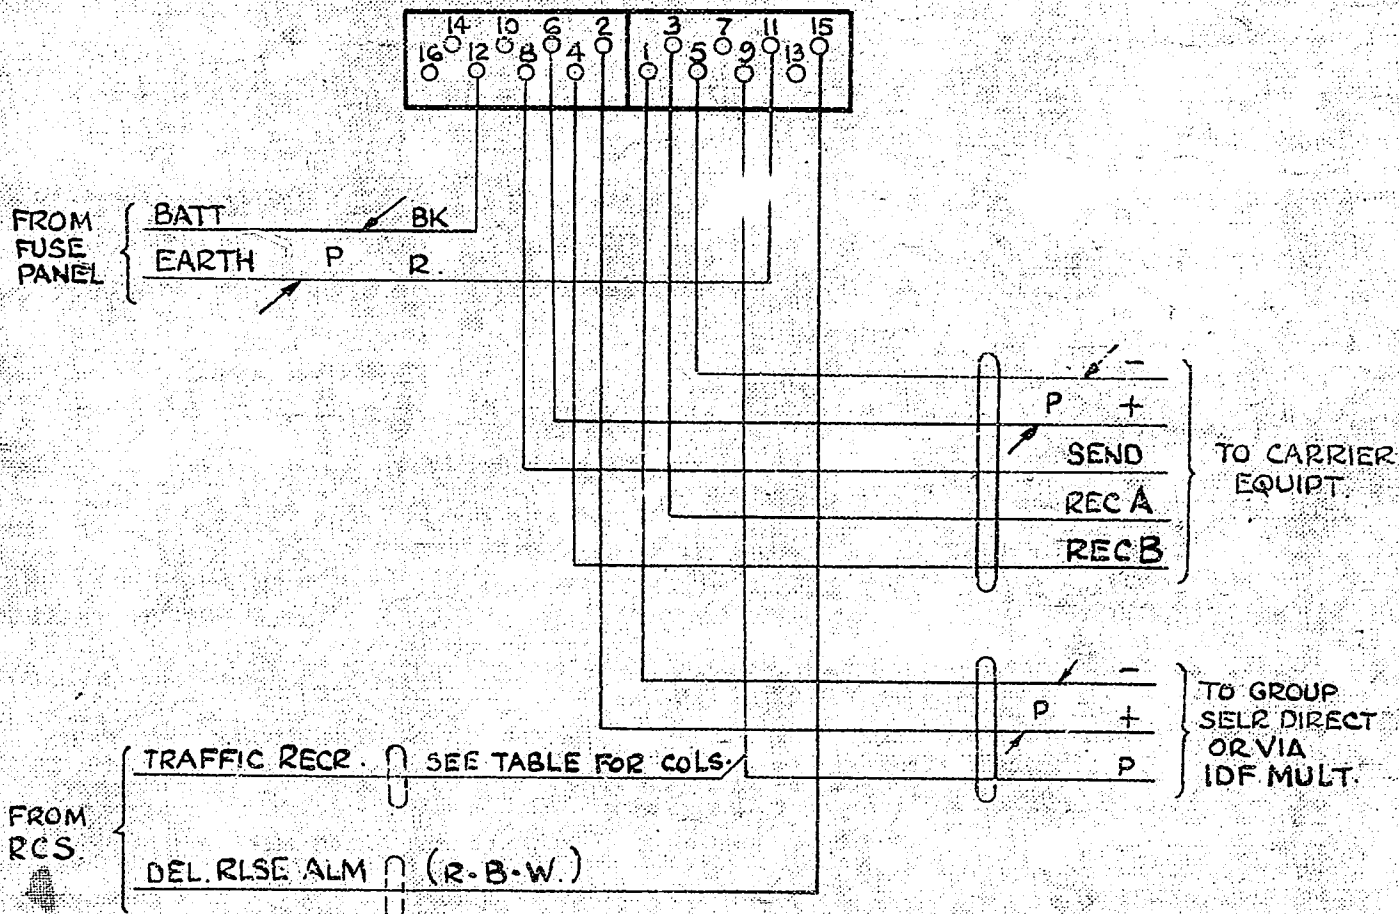 14 10 6 2 3 7 11 15
16 12 8 4 1 5 9 13
FROM
FUSE
PANEL
BATT BK
EARTH P R.
-
P +
SEND
REC A
REC B
TO CARRIER
EQUIPT.
-
P +
P
TO GROUP
SELR DIRECT
OR VIA
IDF MULT.
FROM
RCS.
TRAFFIC RECR. SEE TABLE FOR COLS.
DEL. RLSE ALM (R-B-W.)